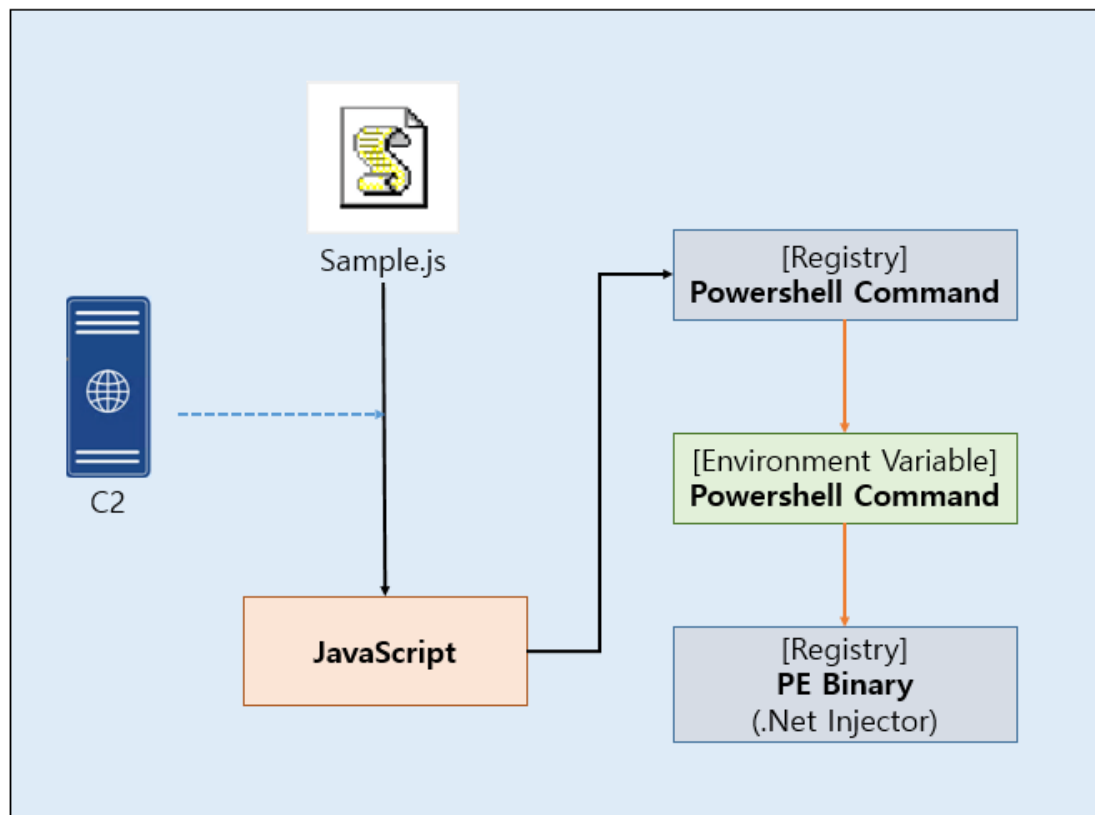 Sample.js
C2
JavaScript
[Registry]
Powershell Command
[Environment Variable]
Powershell Command
[Registry]
PE Binary
(.Net Injector)